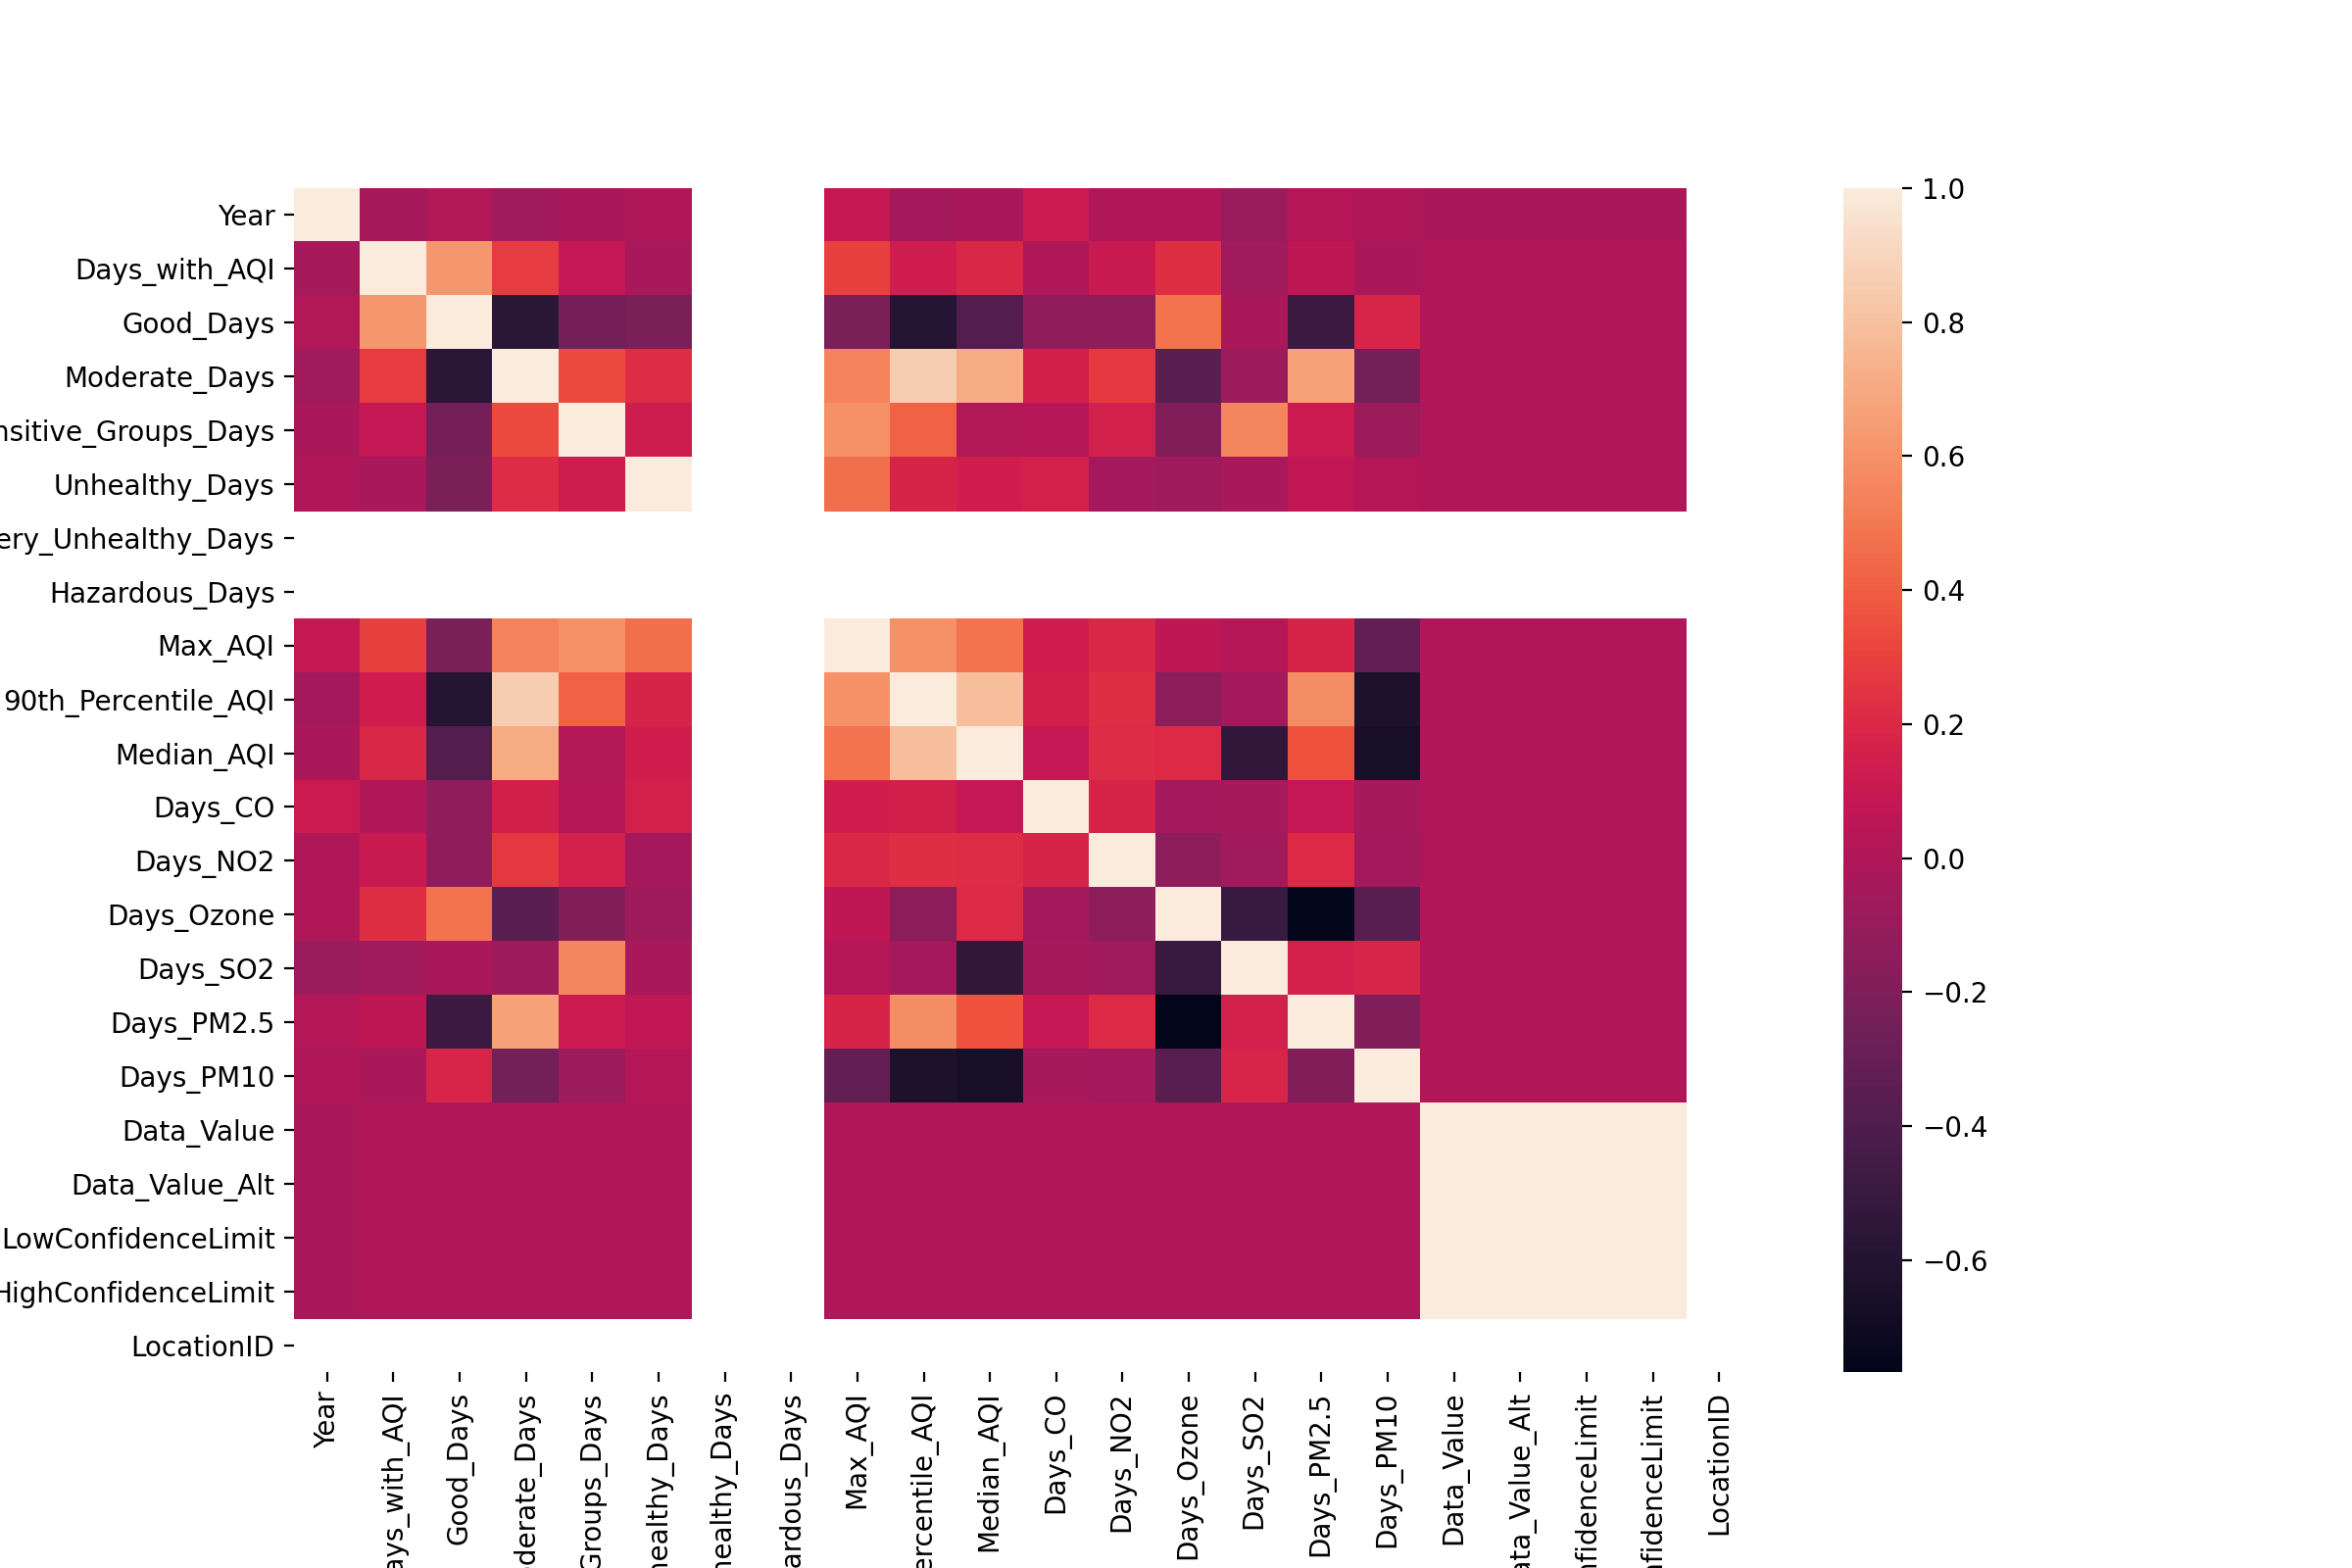 Year
Days_with_AQI
Good_Days
Moderate_Days
nsitive_Groups_Days
Unhealthy_Days
ery_Unhealthy_Days
Hazardous_Days
Max_AQI
90th_Percentile_AQI
Median_AQI
Days_CO
Days_NO2
Days_Ozone
Days_SO2
Days_PM2.5
Days_PM10
Data_Value
Data_Value_Alt
LowConfidenceLimit
HighConfidenceLimit
LocationID
Year
ays_with_AQI
Good_Days
derate_Days
Groups_Days
healthy_Days
healthy_Days
ardous_Days
Max_AQI
ercentile_AQI
Median_AQI
Days_CO
Days_NO2
Days_Ozone
Days_SO2
Days_PM2.5
Days_PM10
Data_Value
ata_Value_Alt
nfidenceLimit
nfidenceLimit
LocationID
1.0
0.8
0.6
0.4
0.2
0.0
−0.2
−0.4
−0.6